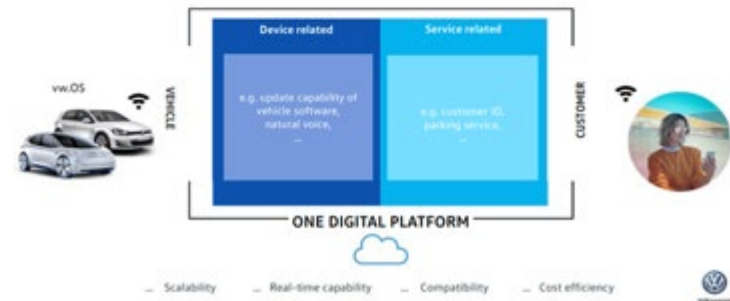 Device related
Service related
vw.OS
VEHICLE
e.g. update capability of
vehicle software,
natural voice,
...
e.g. customer ID,
parking service,
...
CUSTOMER
ONE DIGITAL PLATFORM
... Scalability
... Real-time capability
... Compatibility
... Cost efficiency